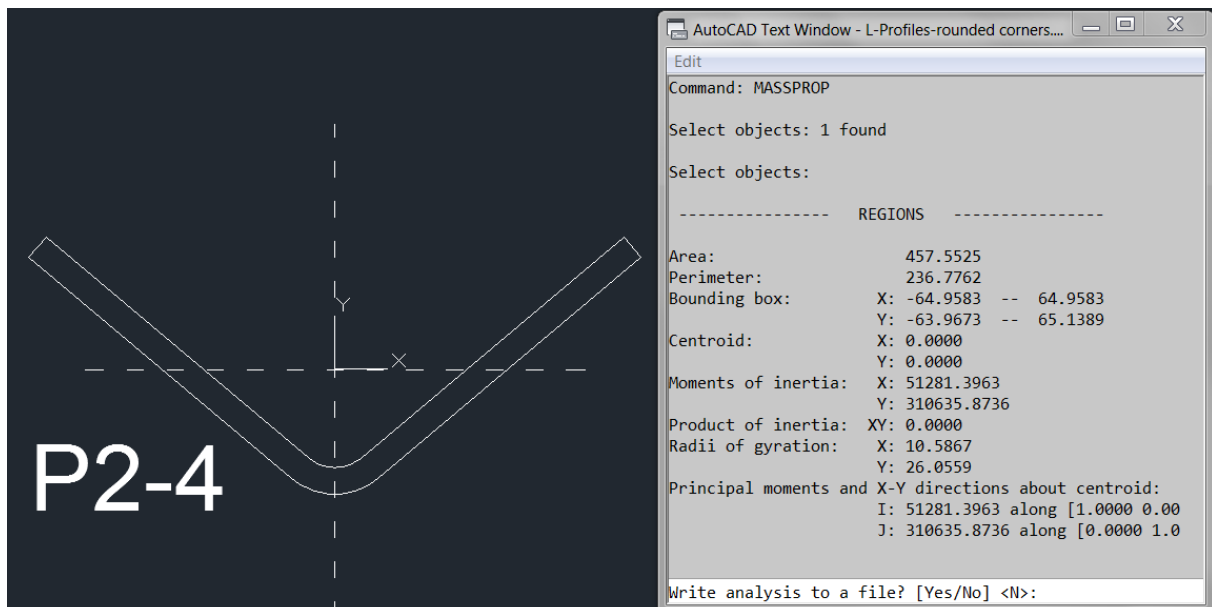 Y
X
P2-4
AutoCAD Text Window - L-Profiles-rounded corners....
Edit
Command: MASSPROP
Select objects: 1 found
Select objects:
---------------- REGIONS ----------------
Area: 457.5525
Perimeter: 236.7762
Bounding box: X: -64.9583 -- 64.9583
Y: -63.9673 -- 65.1389
Centroid: X: 0.0000
Y: 0.0000
Moments of inertia: X: 51281.3963
Y: 310635.8736
Product of inertia: XY: 0.0000
Radii of gyration: X: 10.5867
Y: 26.0559
Principal moments and X-Y directions about centroid:
I: 51281.3963 along [1.0000 0.00
J: 310635.8736 along [0.0000 1.0
Write analysis to a file? [Yes/No] <N>: